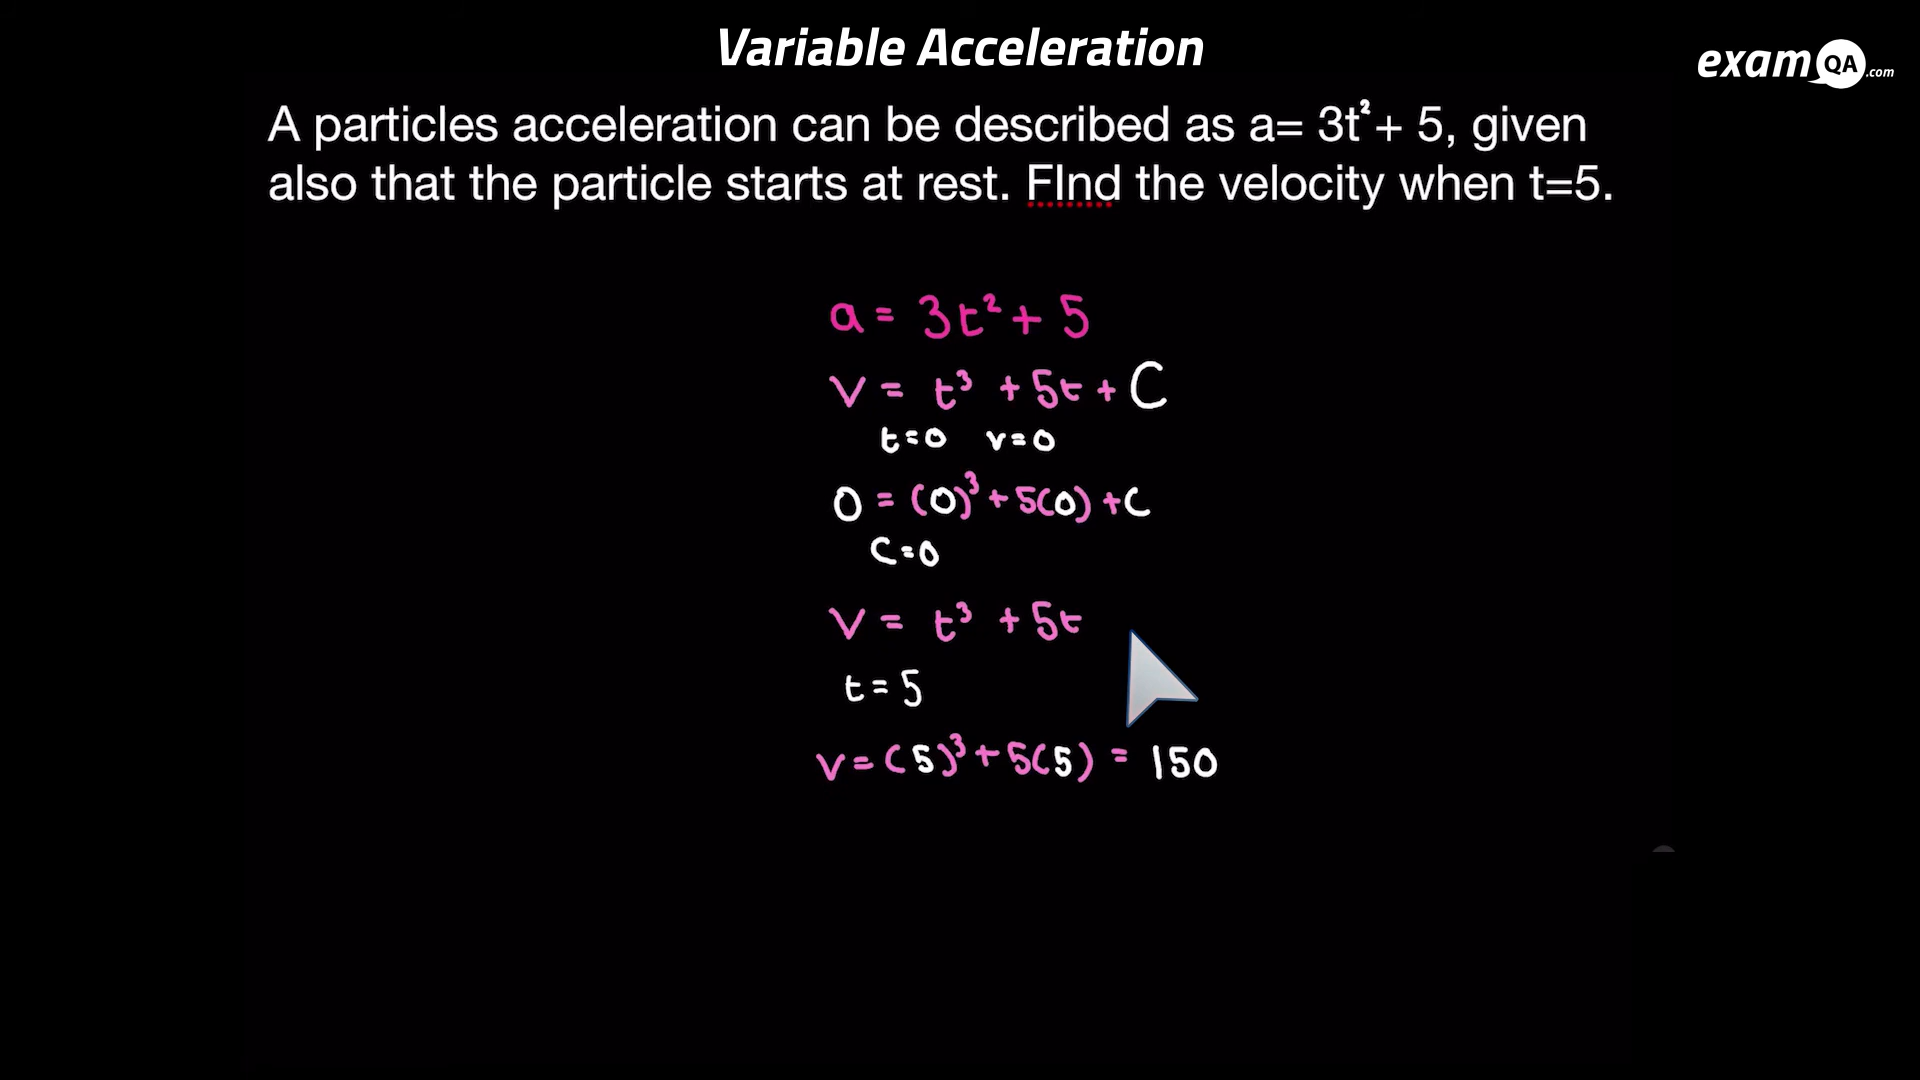 Variable Acceleration
examQA.com
A particles acceleration can be described as a= 3t²+ 5, given
also that the particle starts at rest. FInd the velocity when t=5.
a = 3t² + 5
v = t³ + 5t + C
t=0 v=0
0 = (0)³ + 5(0) + C
C=0
v = t³ + 5t
t = 5
v = (5)³ + 5(5) = 150